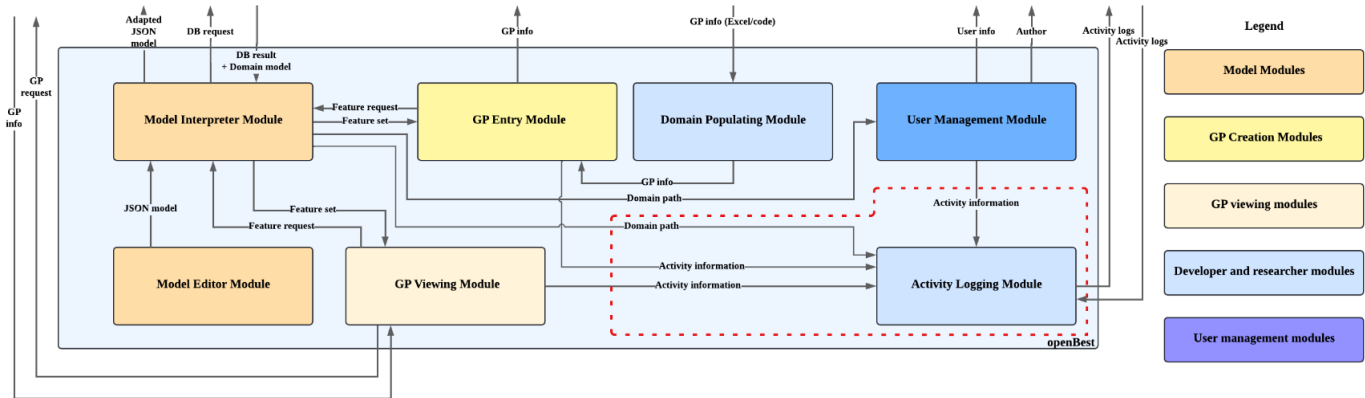 Adapted
JSON
model
DB request
DB result
+ Domain model
GP info
GP info (Excel/code)
User info
Author
Activity logs
Activity logs
Legend
GP
request
GP
info
Model Interpreter Module
Feature request
Feature set
GP Entry Module
Domain Populating Module
User Management Module
Model Modules
GP Creation Modules
GP info
Domain path
JSON model
Feature set
Feature request
Activity information
Domain path
GP viewing modules
Activity information
Activity information
Model Editor Module
GP Viewing Module
Activity Logging Module
Developer and researcher modules
openBest
User management modules